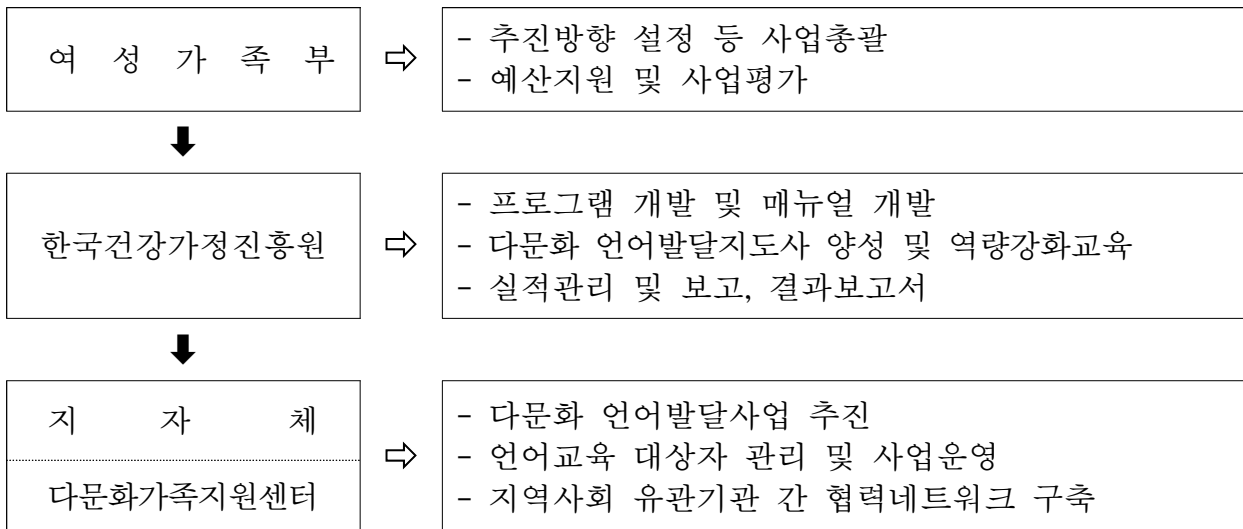 여 성 가 족 부
- 추진방향 설정 등 사업총괄
- 예산지원 및 사업평가
한국건강가정진흥원
- 프로그램 개발 및 매뉴얼 개발
- 다문화 언어발달지도사 양성 및 역량강화교육
- 실적관리 및 보고, 결과보고서
지 자 체
다문화가족지원센터
- 다문화 언어발달사업 추진
- 언어교육 대상자 관리 및 사업운영
- 지역사회 유관기관 간 협력네트워크 구축